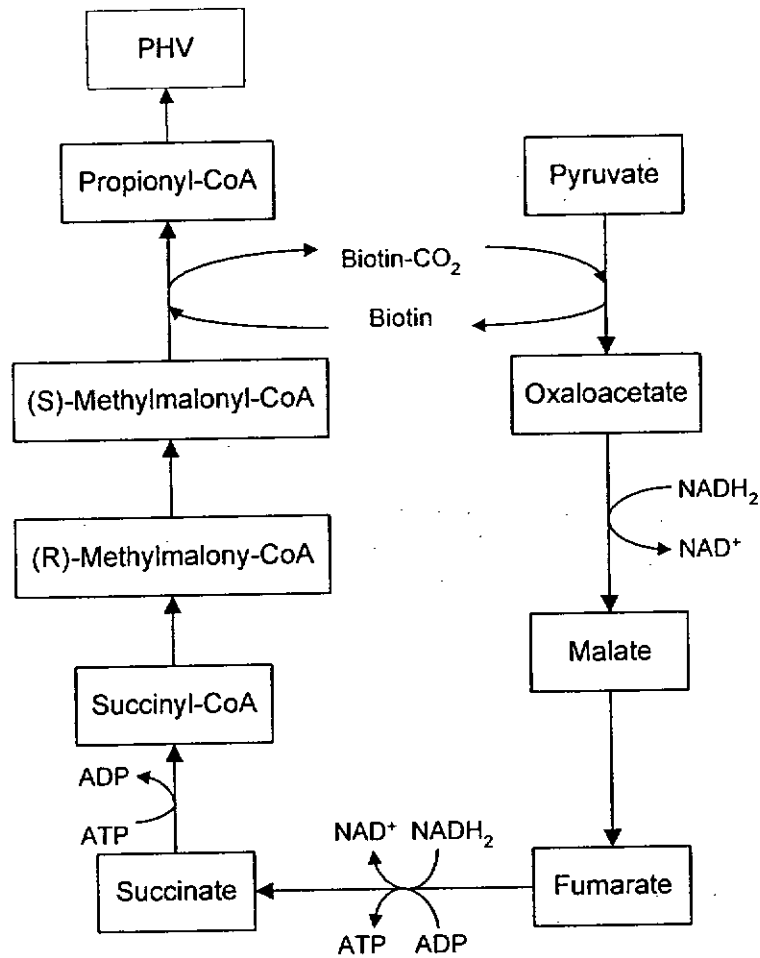 PHV
Propionyl-CoA
Pyruvate
Biotin-CO₂
Biotin
(S)-Methylmalonyl-CoA
Oxaloacetate
NADH₂
NAD⁺
(R)-Methylmalony-CoA
Malate
Succinyl-CoA
ADP
ATP
NAD⁺ NADH₂
Succinate
Fumarate
ATP ADP